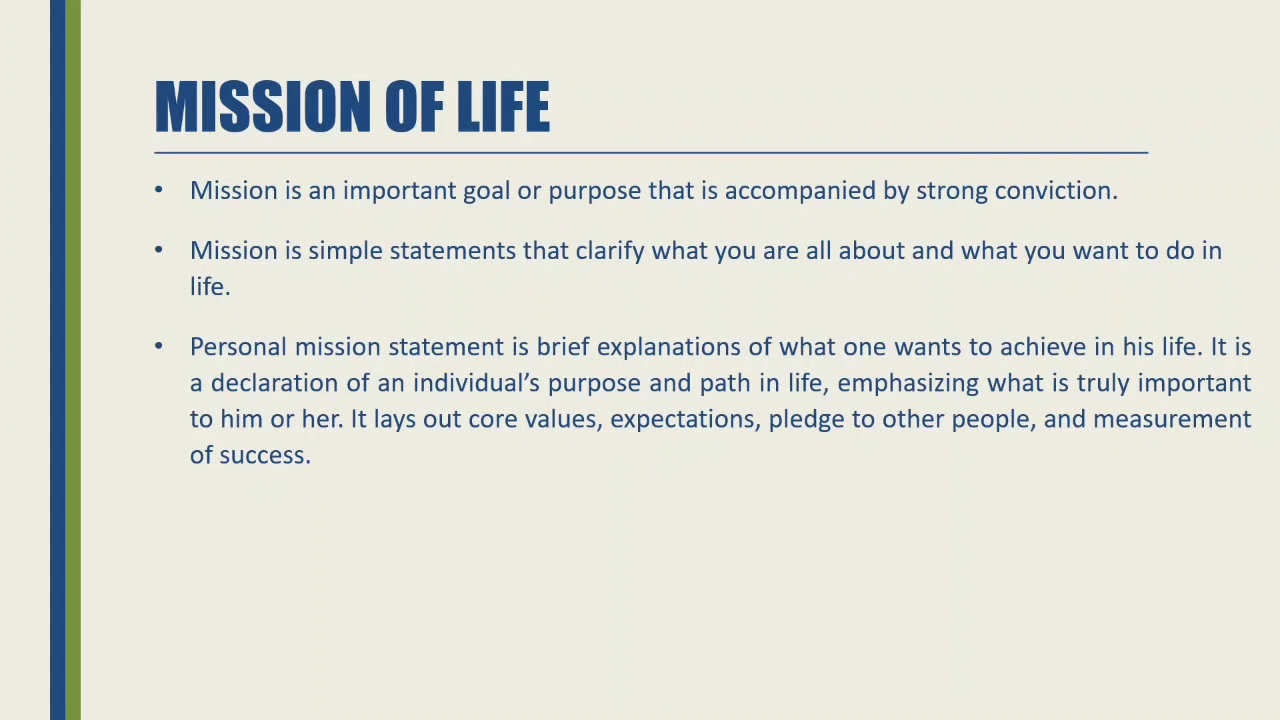 MISSION OF LIFE
• Mission is an important goal or purpose that is accompanied by strong conviction.
• Mission is simple statements that clarify what you are all about and what you want to do in
life.
• Personal mission statement is brief explanations of what one wants to achieve in his life. It is
a declaration of an individual’s purpose and path in life, emphasizing what is truly important
to him or her. It lays out core values, expectations, pledge to other people, and measurement
of success.